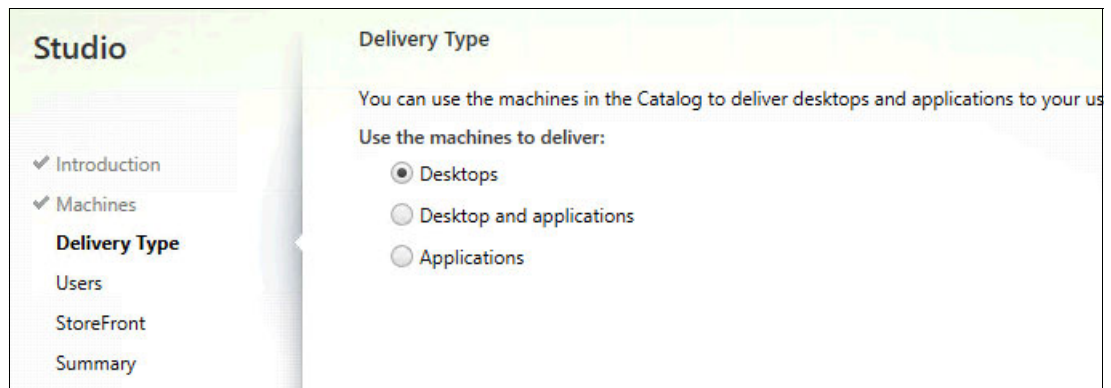 Studio
Introduction
Machines
Delivery Type
Users
StoreFront
Summary
Delivery Type
You can use the machines in the Catalog to deliver desktops and applications to your us
Use the machines to deliver:
Desktops
Desktop and applications
Applications